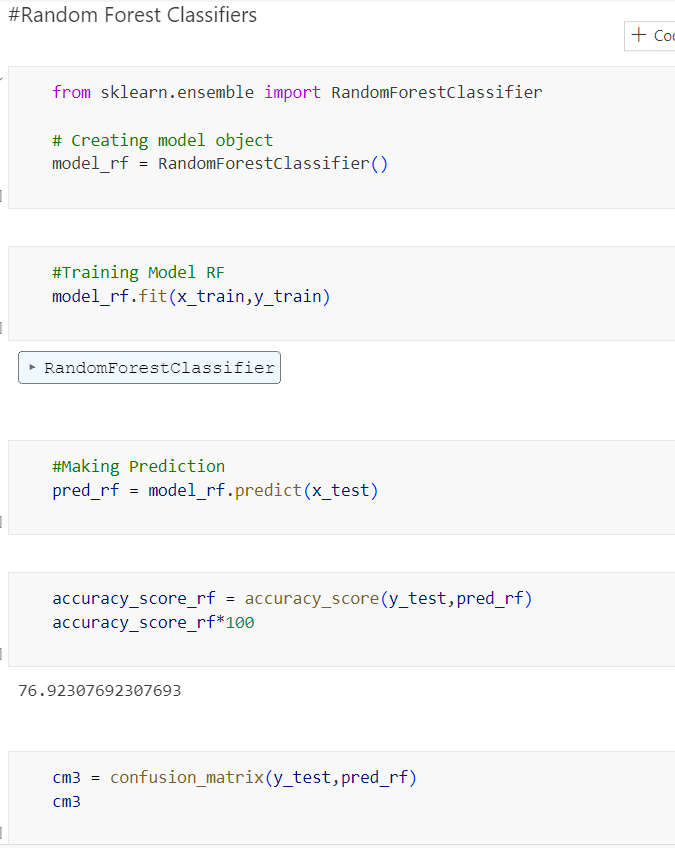 #Random Forest Classifiers
+ Co
from sklearn.ensemble import RandomForestClassifier
# Creating model object
model_rf = RandomForestClassifier()
#Training Model RF
model_rf.fit(x_train,y_train)
RandomForestClassifier
#Making Prediction
pred_rf = model_rf.predict(x_test)
accuracy_score_rf = accuracy_score(y_test,pred_rf)
accuracy_score_rf*100
76.92307692307693
cm3 = confusion_matrix(y_test,pred_rf)
cm3